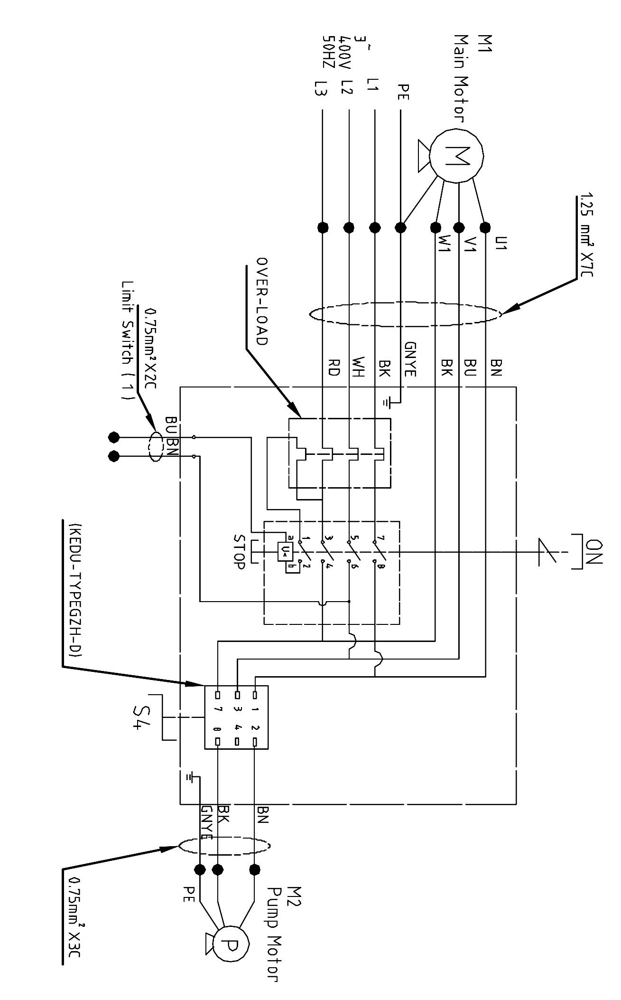 M1
Main Motor
3~
400V
50HZ
L1
L2
L3
PE
1.25 mm² X7C
U1
V1
W1
OVER-LOAD
0.75mm² X2C
Limit Switch (1)
BN
BU
BK
GNYE
BK
WH
RD
BU
BN
ON
7
5
3
1
a
U<
8
6
4
2
b
STOP
(KEDU-TYPEGZH-D)
1
3
7
2
4
8
S4
BN
BK
GNYE
0.75mm² X3C
PE
M2
Pump Motor
M
P